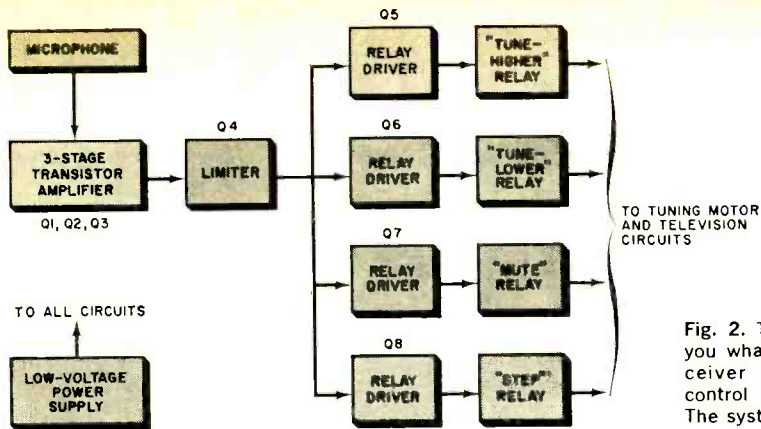 MICROPHONE
3-STAGE
TRANSISTOR
AMPLIFIER
Q1, Q2, Q3
TO ALL CIRCUITS
LOW-VOLTAGE
POWER
SUPPLY
Q4
LIMITER
Q5
RELAY
DRIVER
"TUNE-
HIGHER"
RELAY
Q6
RELAY
DRIVER
"TUNE-
LOWER"
RELAY
Q7
RELAY
DRIVER
"MUTE"
RELAY
Q8
RELAY
DRIVER
"STEP"
RELAY
TO TUNING MOTOR
AND TELEVISION
CIRCUITS
Fig. 2. T
you wha
ceiver
control
The syst